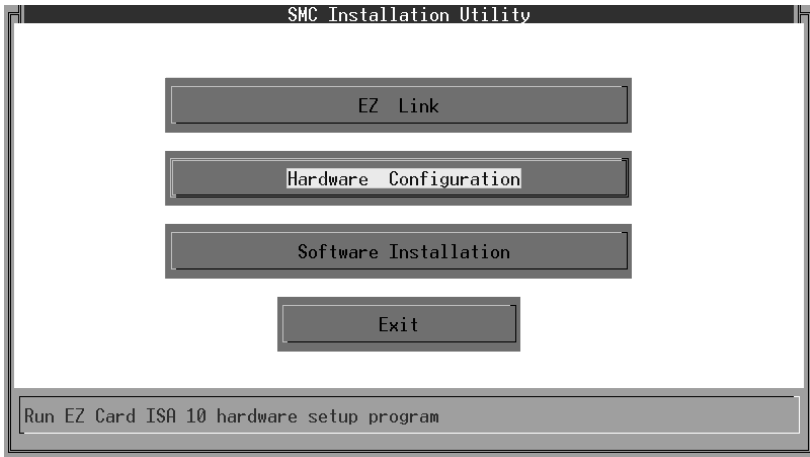 SMC Installation Utility
EZ Link
Hardware Configuration
Software Installation
Exit
Run EZ Card ISA 10 hardware setup program